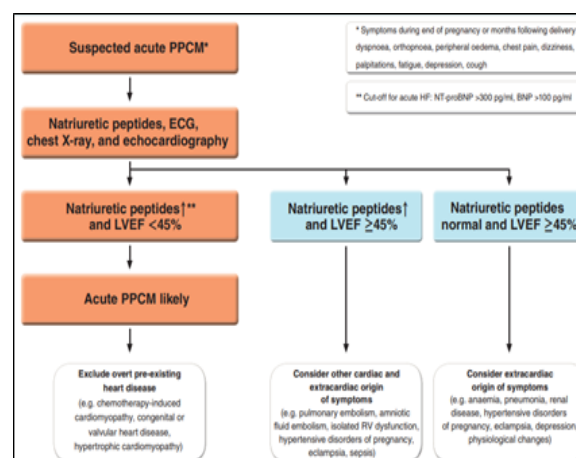 Suspected acute PPCM*
* Symptoms during end of pregnancy or months following delivery
dyspnoea, orthopnoea, peripheral oedema, chest pain, dizziness,
palpitations, fatigue, depression, cough
** Cut-off for acute HF: NT-proBNP >300 pg/ml, BNP >100 pg/ml
Natriuretic peptides, ECG,
chest X-ray, and echocardiography
Natriuretic peptides↑**
and LVEF <45%
Natriuretic peptides↑
and LVEF ≥45%
Natriuretic peptides
normal and LVEF ≥45%
Acute PPCM likely
Exclude overt pre-existing
heart disease
(e.g. chemotherapy-induced
cardiomyopathy, congenital or
valvular heart disease,
hypertrophic cardiomyopathy)
Consider other cardiac and
extracardiac origin
of symptoms
(e.g. pulmonary embolism, amniotic
fluid embolism, isolated RV dysfunction,
hypertensive disorders of pregnancy,
eclampsia, sepsis)
Consider extracardiac
origin of symptoms
(e.g. anaemia, pneumonia, renal
disease, hypertensive disorders
of pregnancy, eclampsia, depression
physiological changes)